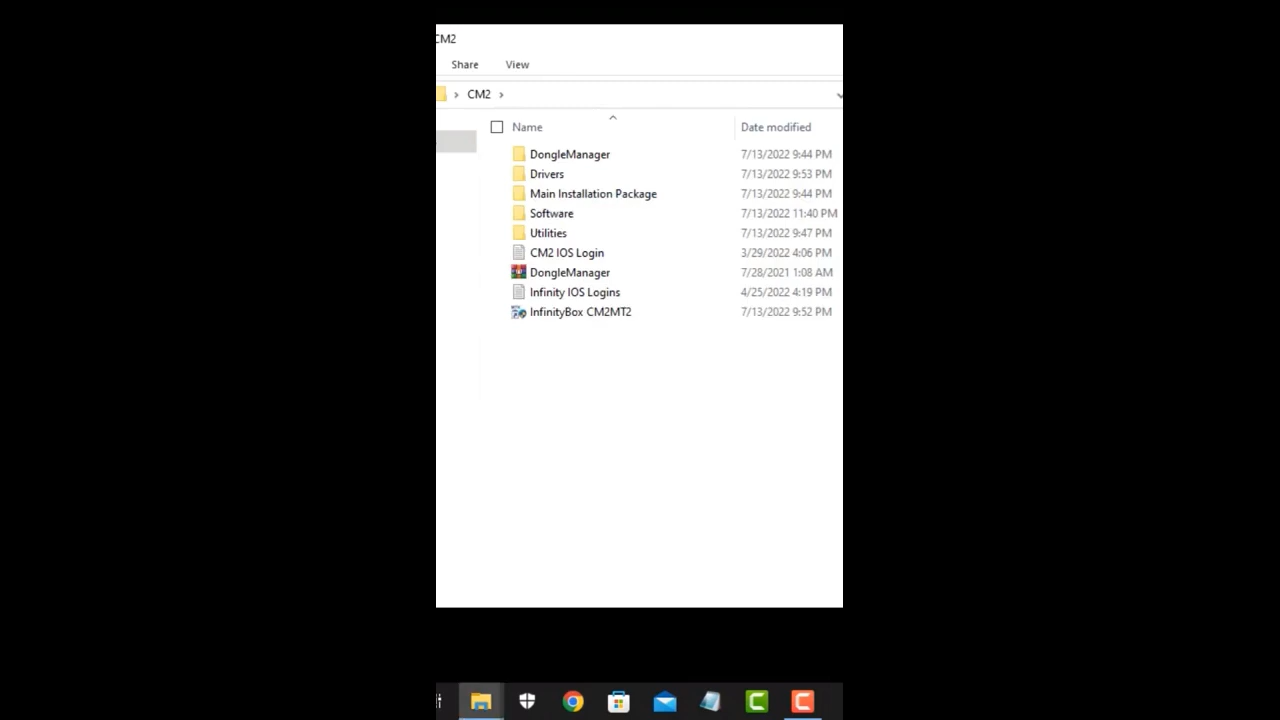 CM2
Share View
CM2
Name Date modified
DongleManager 7/13/2022 9:44 PM
Drivers 7/13/2022 9:53 PM
Main Installation Package 7/13/2022 9:44 PM
Software 7/13/2022 11:40 PM
Utilities 7/13/2022 9:47 PM
CM2 IOS Login 3/29/2022 4:06 PM
DongleManager 7/28/2021 1:08 AM
Infinity IOS Logins 4/25/2022 4:19 PM
InfinityBox CM2MT2 7/13/2022 9:52 PM